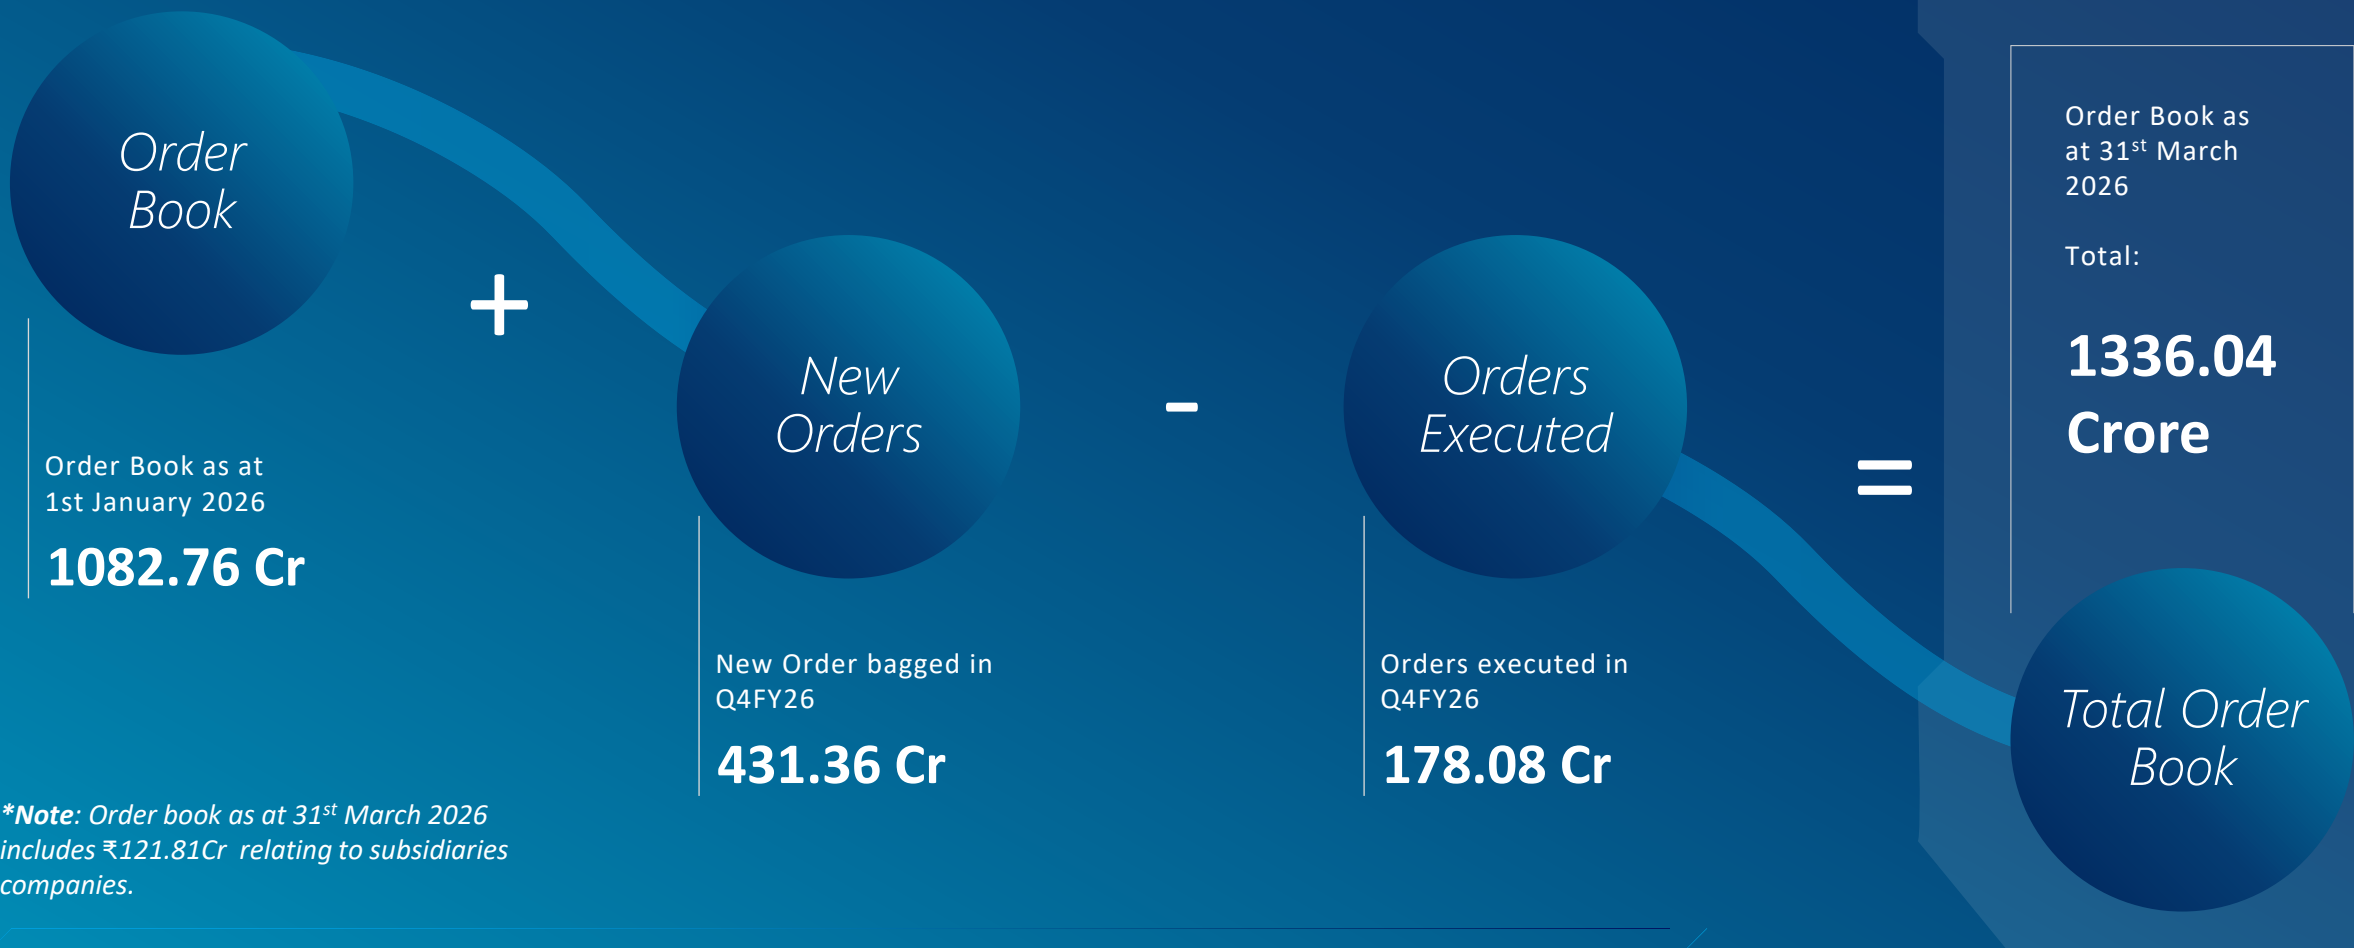 Order
Book
+
Order Book as at
1st January 2026
1082.76 Cr
New
Orders
New Order bagged in
Q4FY26
431.36 Cr
-
Orders
Executed
Orders executed in
Q4FY26
178.08 Cr
=
Order Book as
at 31st March
2026
Total:
1336.04
Crore
Total Order
Book
*Note: Order book as at 31st March 2026
includes ₹121.81Cr relating to subsidiaries
companies.